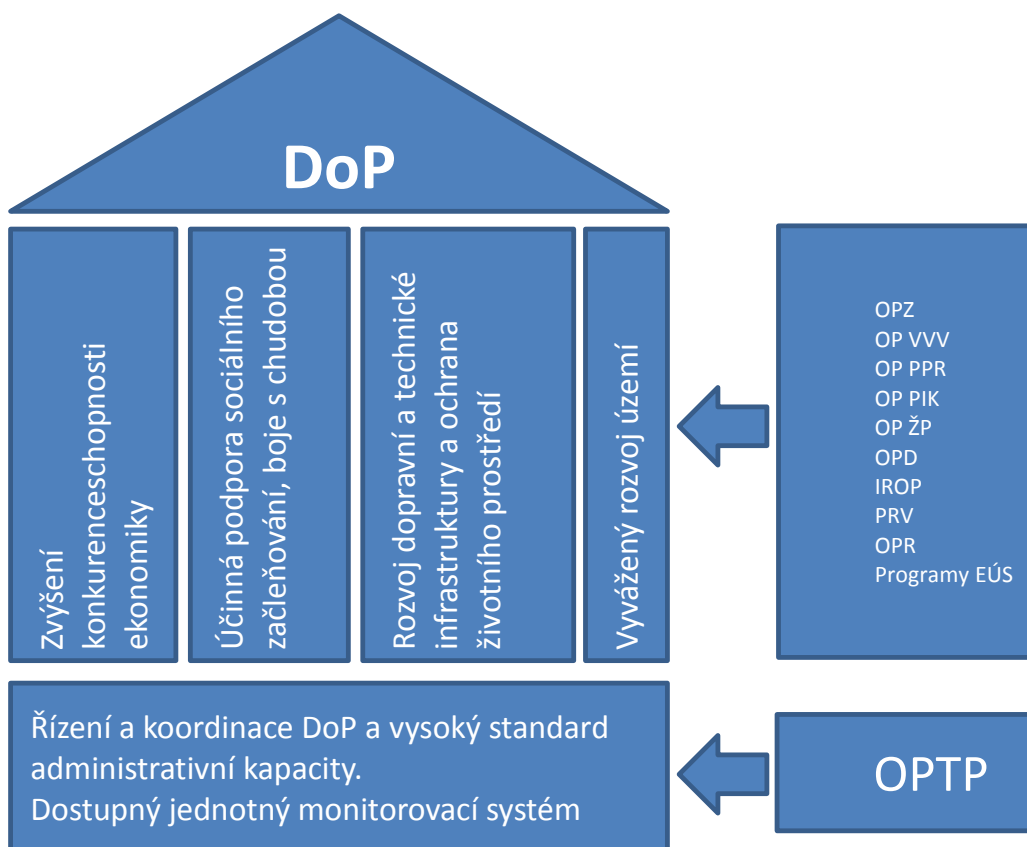 DoP
Zvýšení
konkurenceschopnosti
ekonomiky
Účinná podpora sociálního
začleňování, boje s chudobou
Rozvoj dopravní a technické
infrastruktury a ochrana
životního prostředí
Vyvážený rozvoj území
OPZ
OP VVV
OP PPR
OP PIK
OP ŽP
OPD
IROP
PRV
OPR
Programy EÚS
Řízení a koordinace DoP a vysoký standard
administrativní kapacity.
Dostupný jednotný monitorovací systém
OPTP